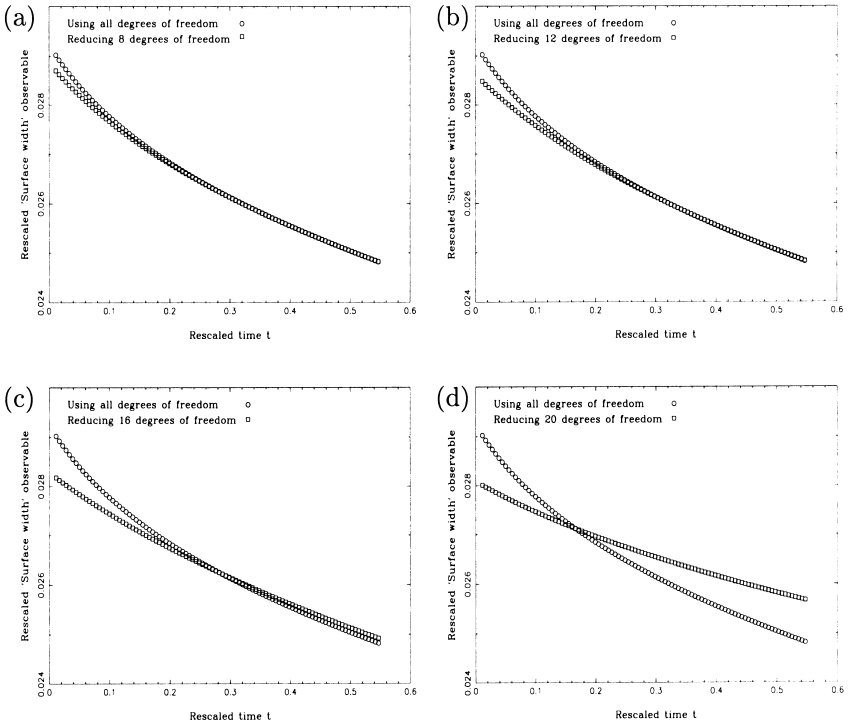 (a)
Using all degrees of freedom
Reducing 8 degrees of freedom
Rescaled 'Surface width' observable
0.028
0.026
0.024
0.0
0.1
0.2
0.3
0.4
0.5
0.6
Rescaled time t
(b)
Using all degrees of freedom
Reducing 12 degrees of freedom
Rescaled 'Surface width' observable
0.028
0.026
0.024
0.0
0.1
0.2
0.3
0.4
0.5
0.6
Rescaled time t
(c)
Using all degrees of freedom
Reducing 16 degrees of freedom
Rescaled 'Surface width' observable
0.028
0.026
0.024
0.0
0.1
0.2
0.3
0.4
0.5
0.6
Rescaled time t
(d)
Using all degrees of freedom
Reducing 20 degrees of freedom
Rescaled 'Surface width' observable
0.028
0.026
0.024
0.0
0.1
0.2
0.3
0.4
0.5
0.6
Rescaled time t